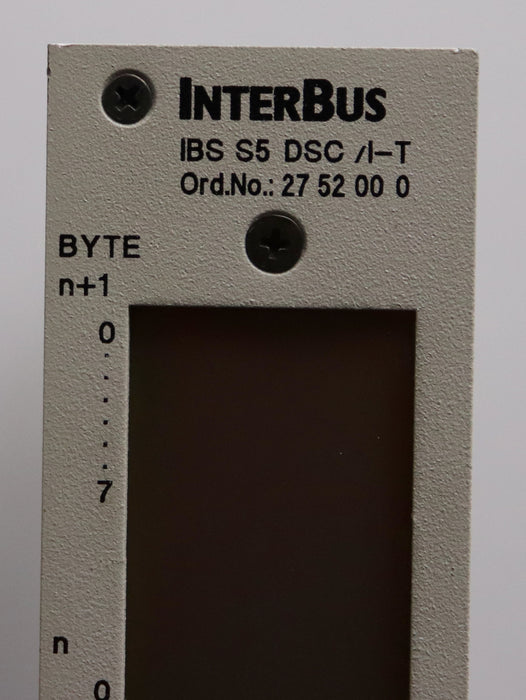 INTERBUS
IBS S5 DSC /I-T
Ord.No.: 27 52 00 0
BYTE
n+1
0
.
.
.
.
.
.
7
n
0